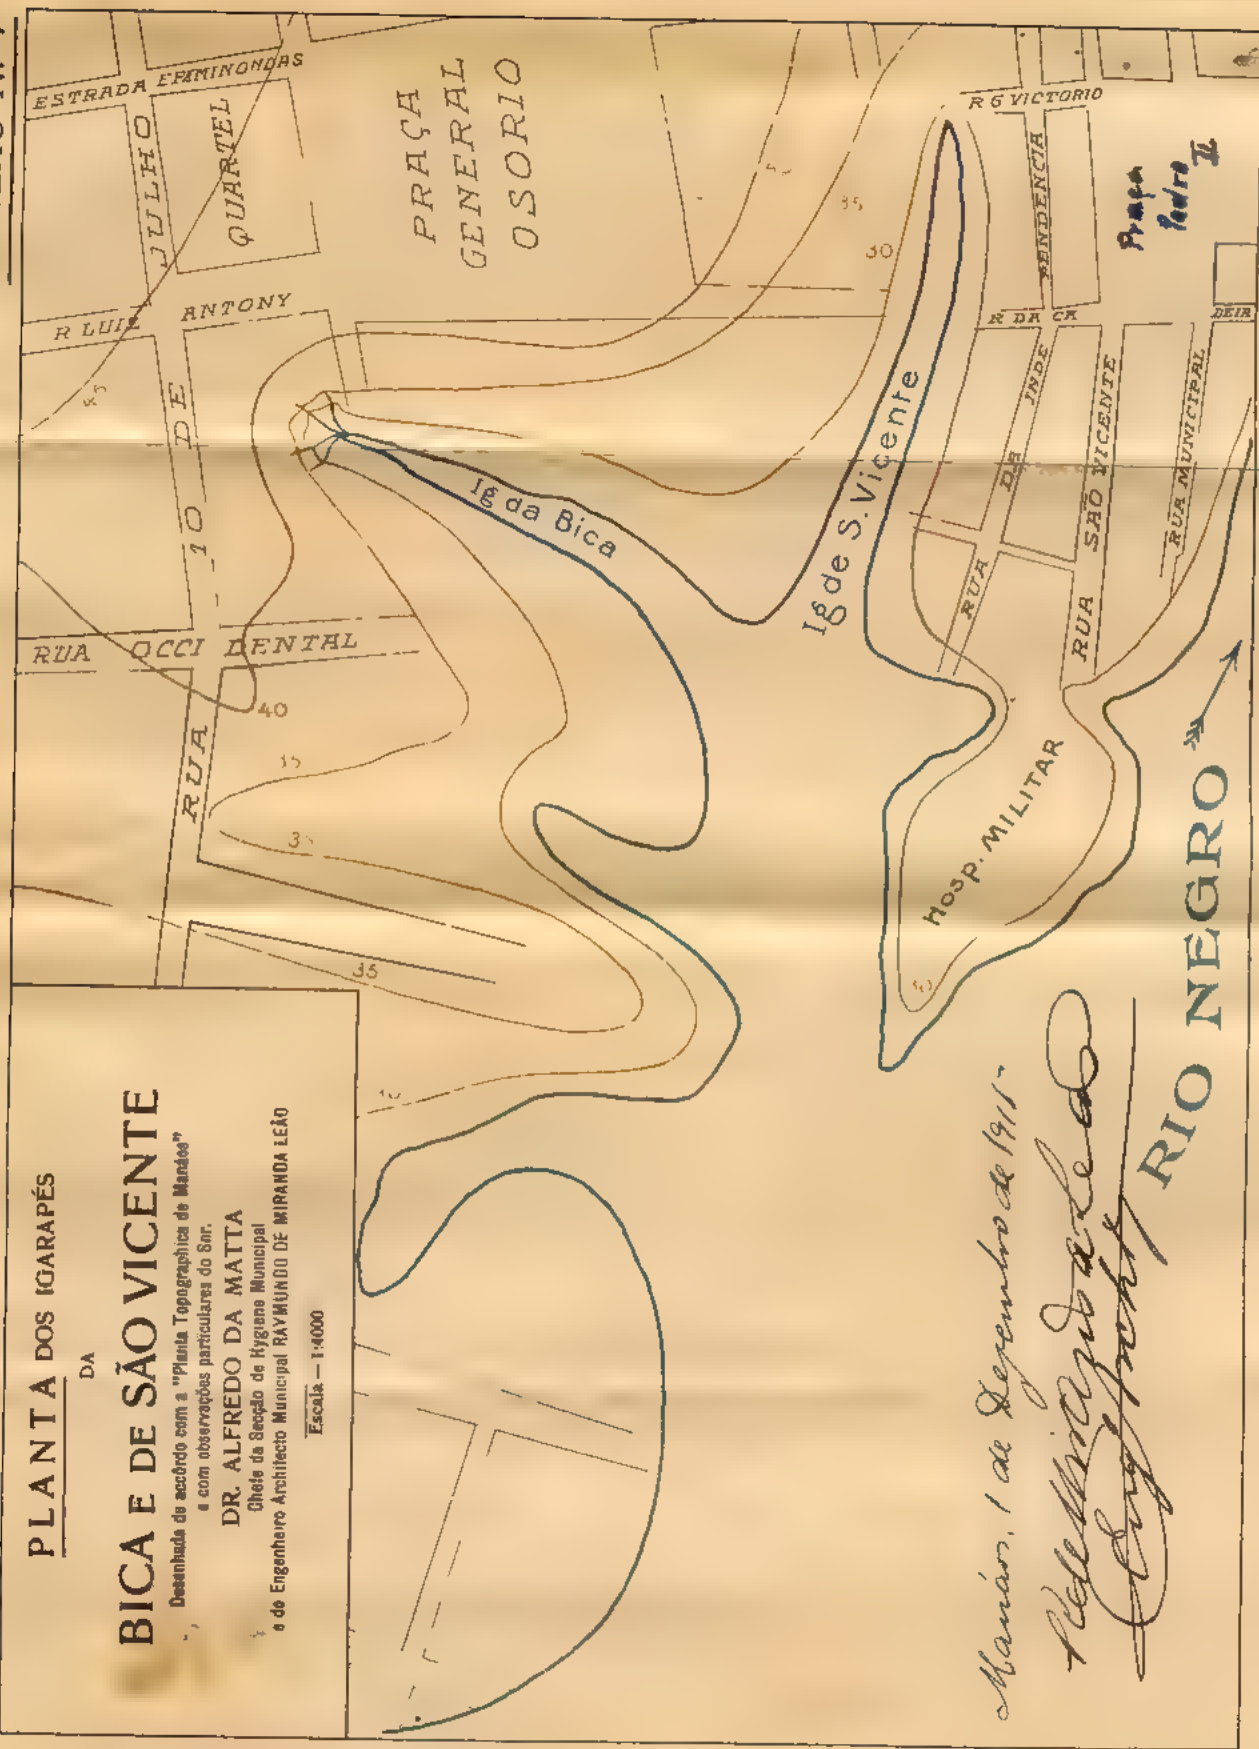 PLANTA DOS IGARAPÉS
DA
BICA E DE SÃO VICENTE
Desenhada de accôrdo com a "Planta Topographica de Manáos"
e com observações particulares do Snr.
DR. ALFREDO DA MATTA
Chefe da Secção de Hygiene Municipal
e do Engenheiro Architecto Municipal RAYMUNDO DE MIRANDA LEÃO
Escala — 1:4000
ESTRADA EPAMINONDAS
JULHO
QUARTEL
PRAÇA
GENERAL
OSORIO
R LUIZ ANTONY
10 DE
RUA OCCIDENTAL
RUA
40
35
35
35
30
Ig da Bica
Ig de S. Vicente
R G VICTORIO
PENDENCIA
Praça
Pedro
II
R DA CA
DEIA
RUA DA INDE
RUA SÃO VICENTE
RUA MUNICIPAL
Hosp. MILITAR
RIO NEGRO
Manáos, 1 de Dezembro de 1915